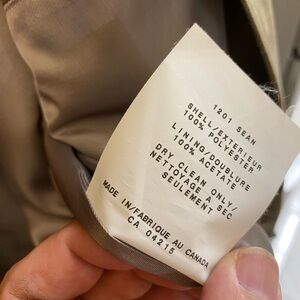 1201 SEAN
SHELL/EXTERIEUR
100% POLYESTER
LINING/DOUBLURE
100% ACETATE
DRY CLEAN ONLY/
NETTOYAGE A SEC
SEULEMENT
MADE IN/FABRIQUE AU CANADA
CA 04215